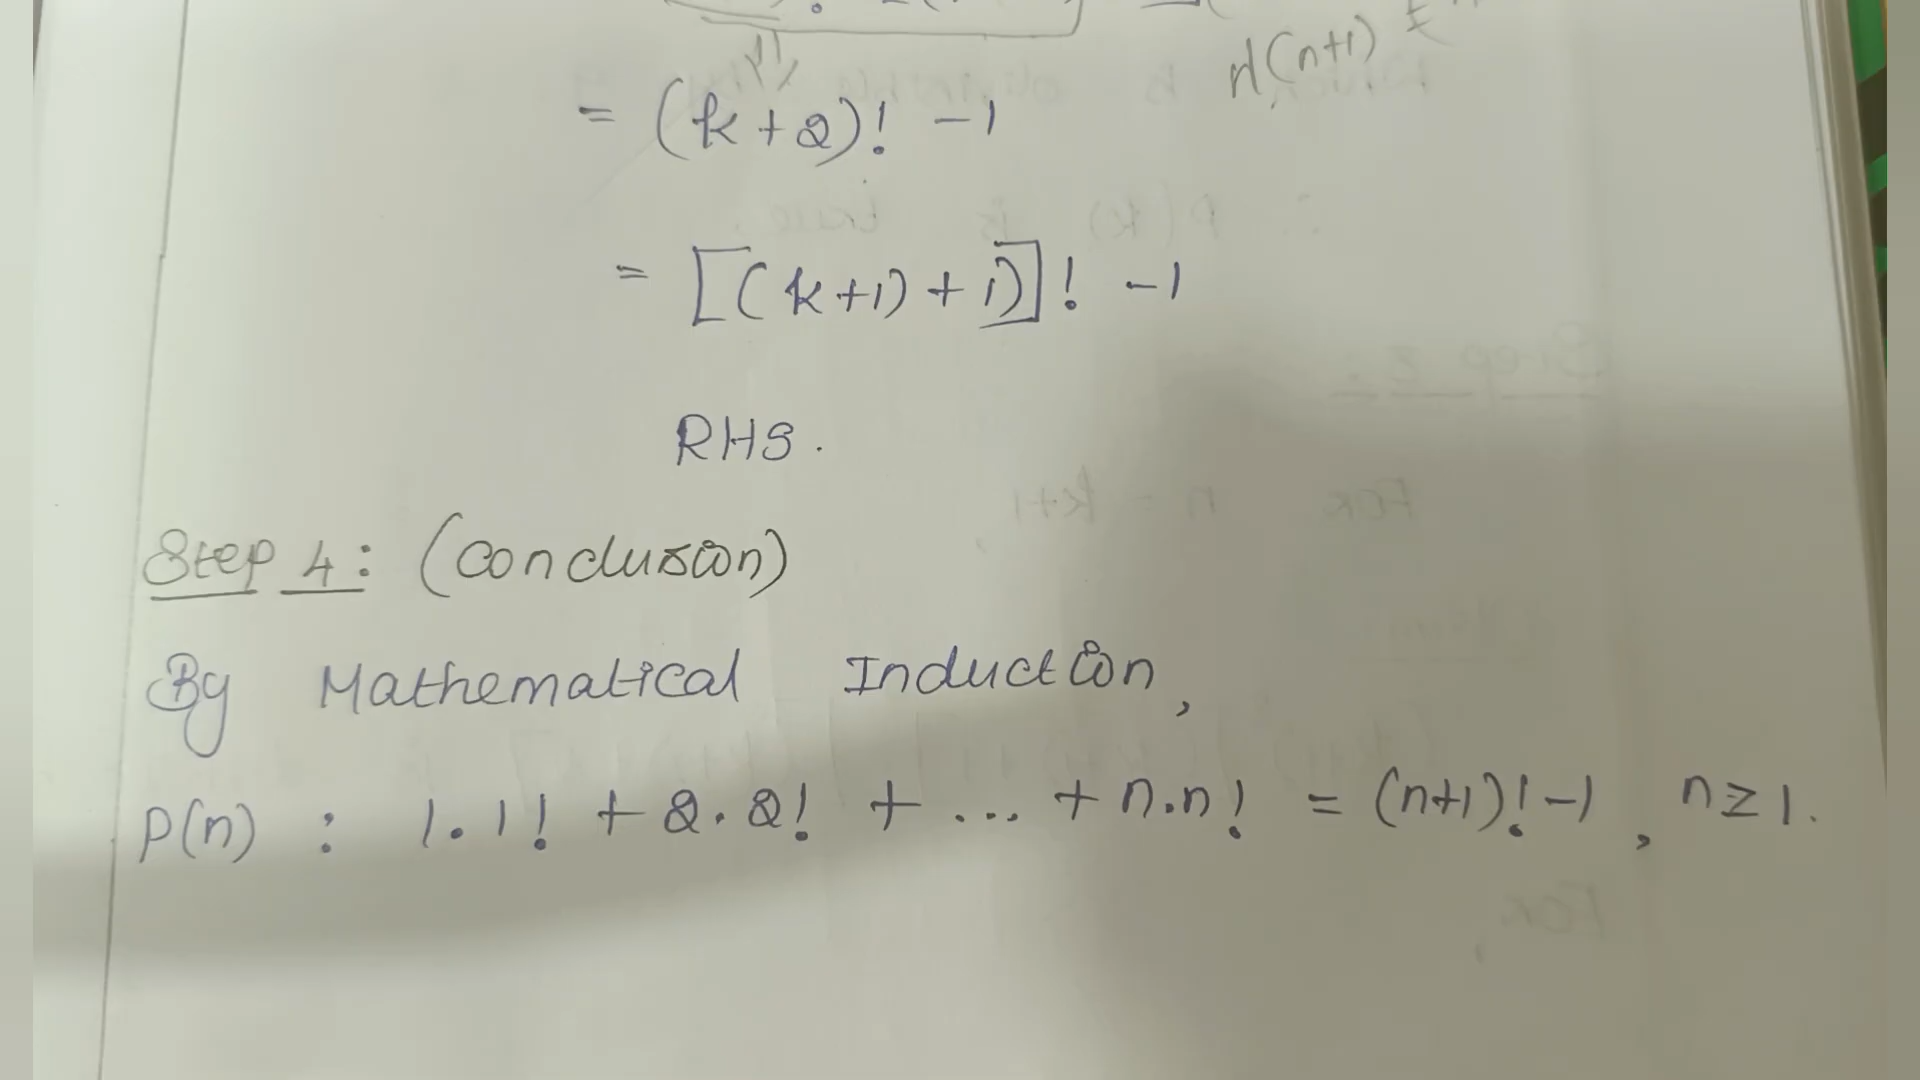 n(n+1)
= (k+2)! -1
= [(k+1)+1)]! -1
RHS.
Step 4: (Conclusion)
By Mathematical Induction,
P(n) : 1.1! + 2.2! + ... + n.n! = (n+1)!-1, n≥1.